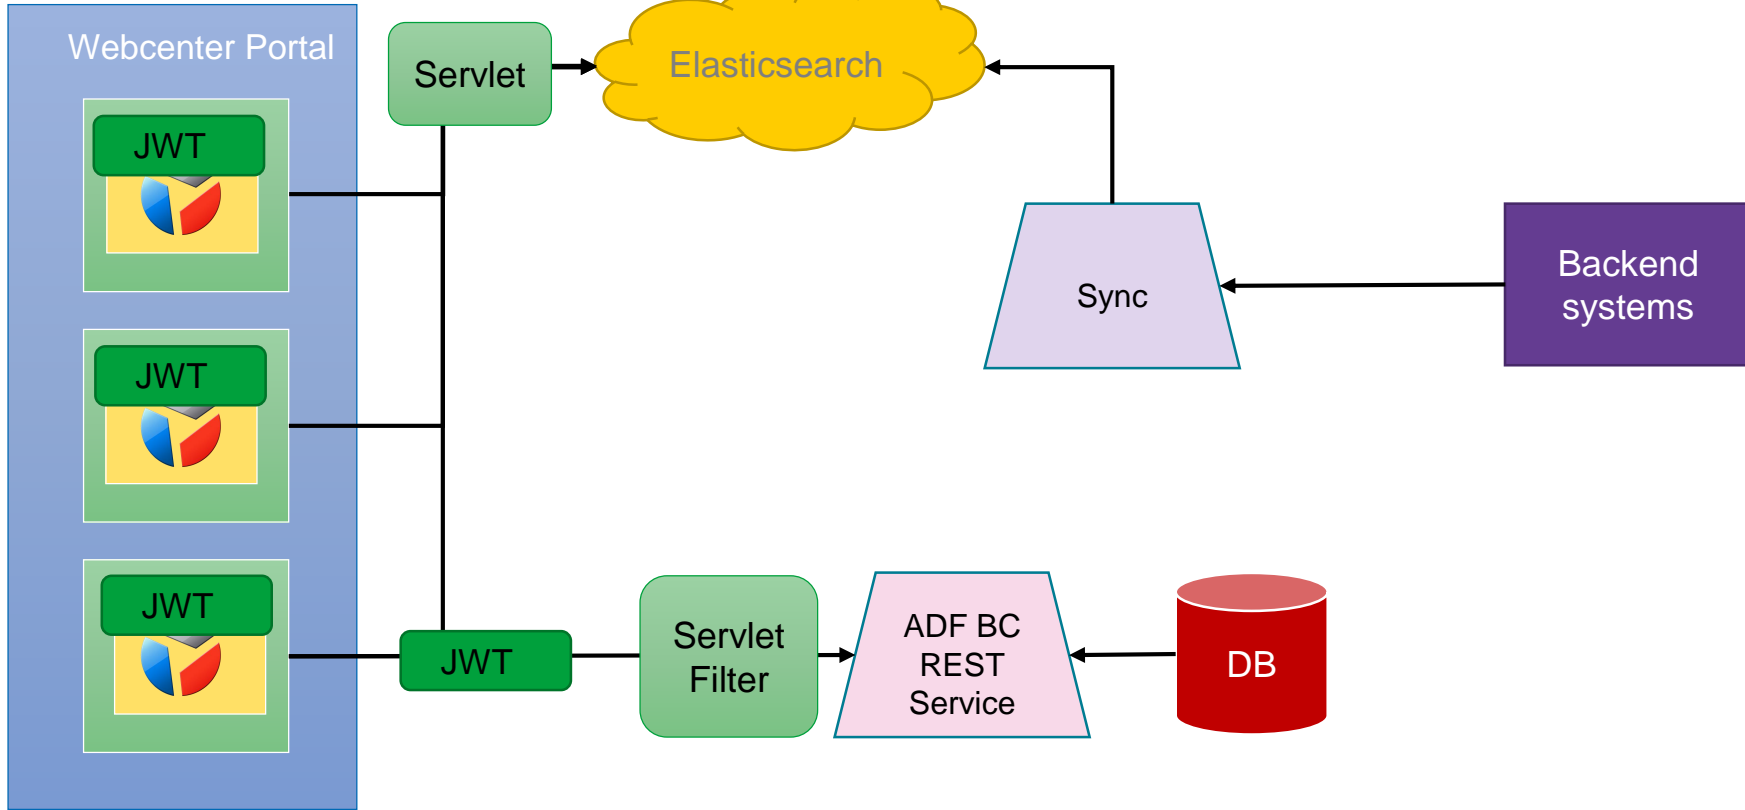 Webcenter Portal
Servlet
Elasticsearch
JWT
Sync
Backend
systems
JWT
JWT
JWT
Servlet
Filter
ADF BC
REST
Service
DB